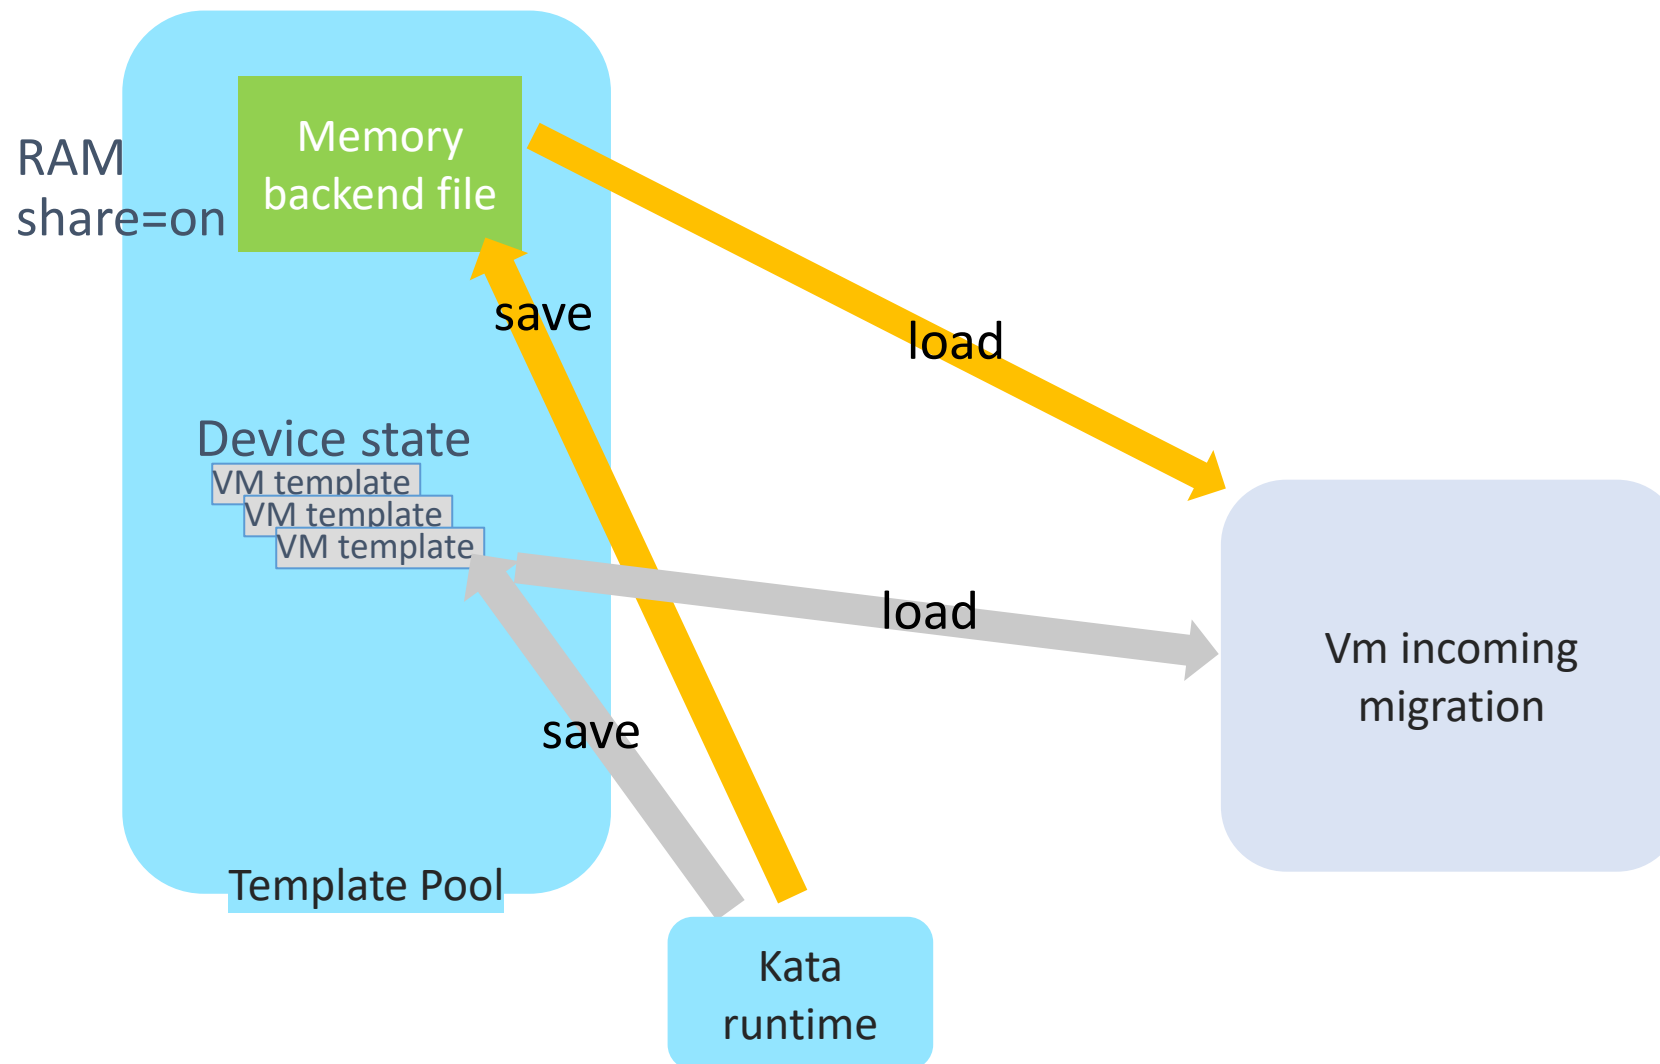 Memory
backend file
RAM
share=on
save
load
Device state
VM template
VM template
VM template
load
save
Vm incoming
migration
Template Pool
Kata
runtime